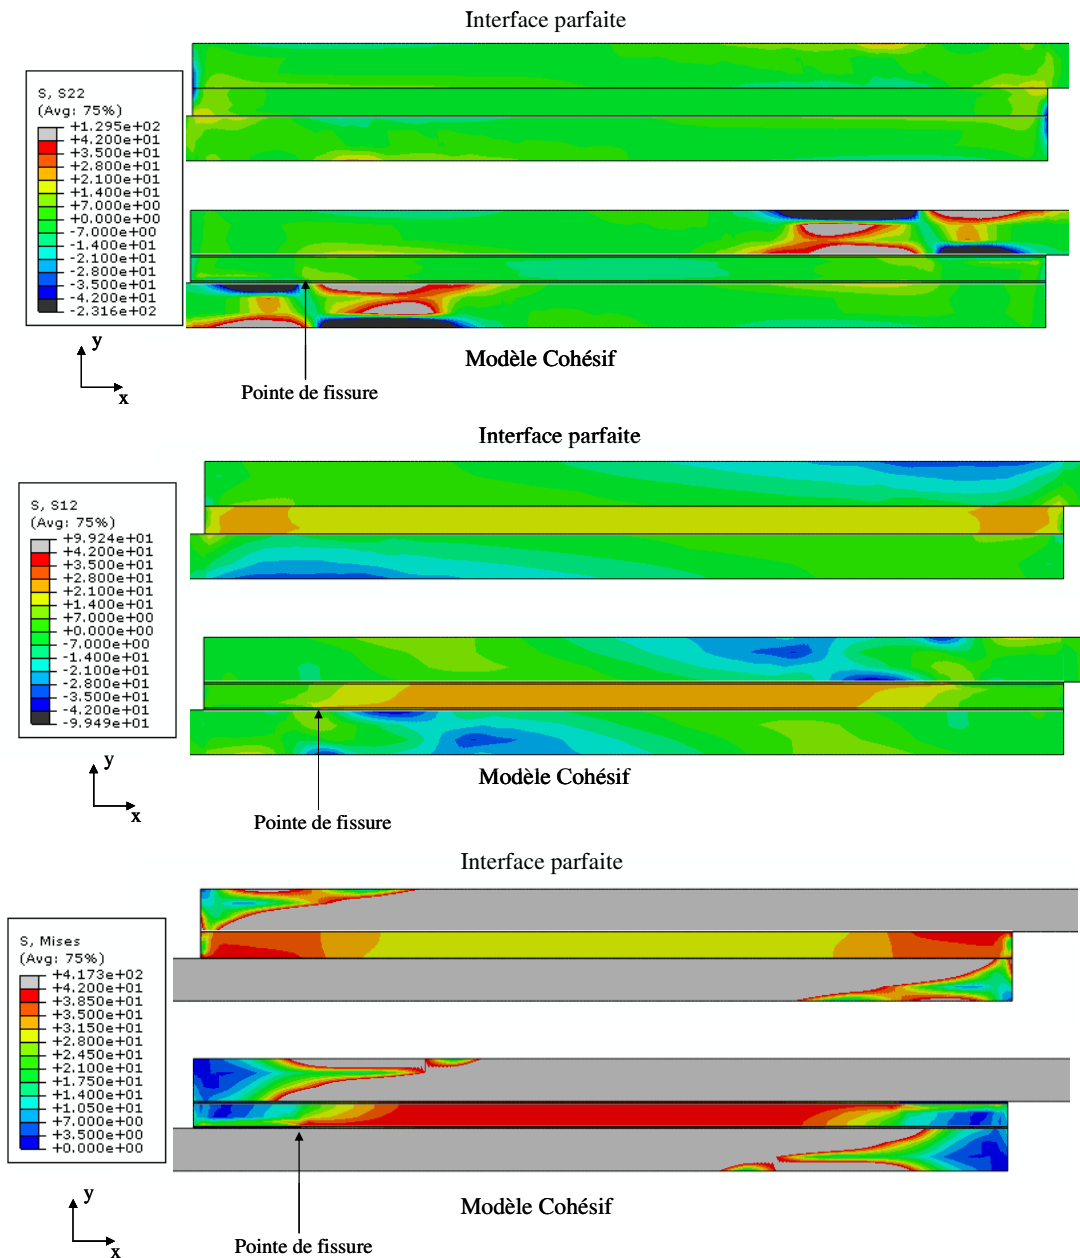 Interface parfaite
S, S22
(Avg: 75%)
+1.295e+02
+4.200e+01
+3.500e+01
+2.800e+01
+2.100e+01
+1.400e+01
+7.000e+00
+0.000e+00
-7.000e+00
-1.400e+01
-2.100e+01
-2.800e+01
-3.500e+01
-4.200e+01
-2.316e+02
y
x
Modèle Cohésif
Pointe de fissure
Interface parfaite
S, S12
(Avg: 75%)
+9.924e+01
+4.200e+01
+3.500e+01
+2.800e+01
+2.100e+01
+1.400e+01
+7.000e+00
+0.000e+00
-7.000e+00
-1.400e+01
-2.100e+01
-2.800e+01
-3.500e+01
-4.200e+01
-9.949e+01
y
x
Modèle Cohésif
Pointe de fissure
Interface parfaite
S, Mises
(Avg: 75%)
+4.173e+02
+4.200e+01
+3.850e+01
+3.500e+01
+3.150e+01
+2.800e+01
+2.450e+01
+2.100e+01
+1.750e+01
+1.400e+01
+1.050e+01
+7.000e+00
+3.500e+00
+0.000e+00
y
x
Modèle Cohésif
Pointe de fissure